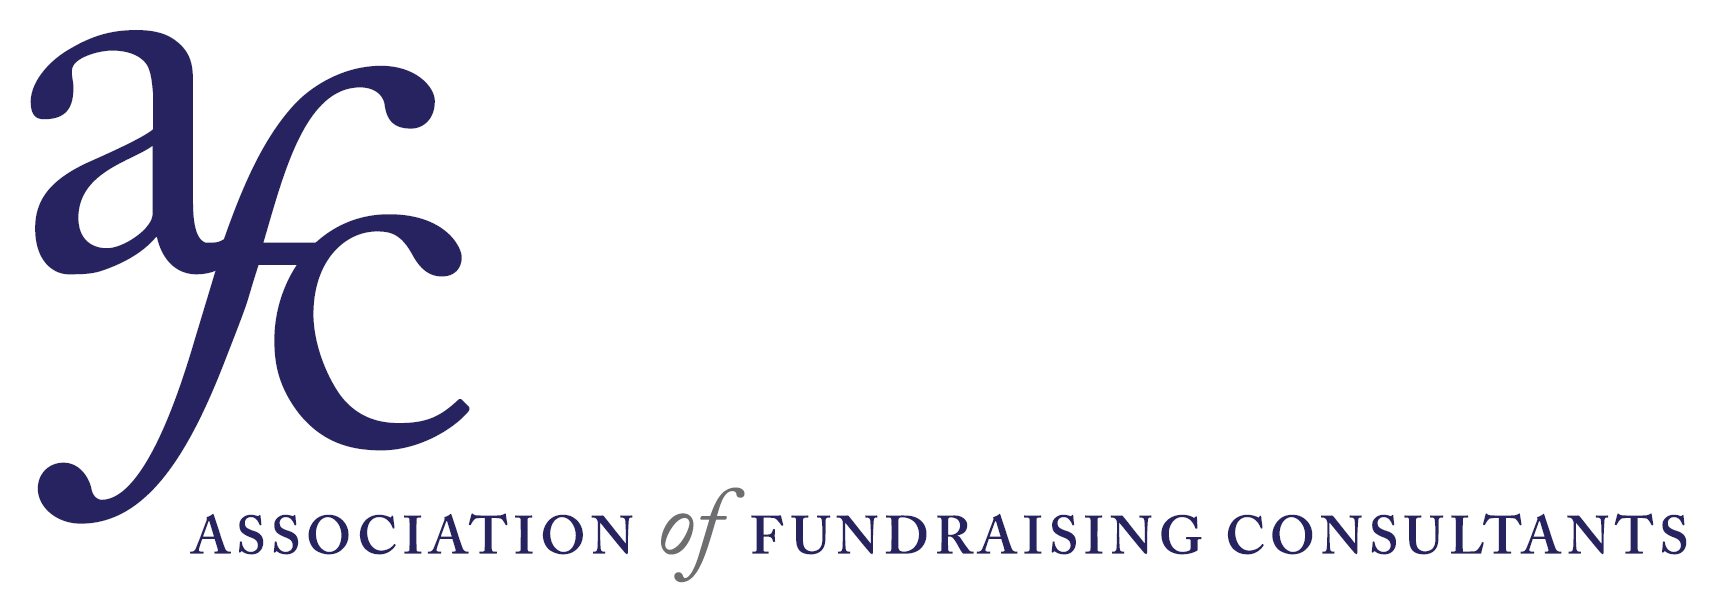 afc
ASSOCIATION of FUNDRAISING CONSULTANTS